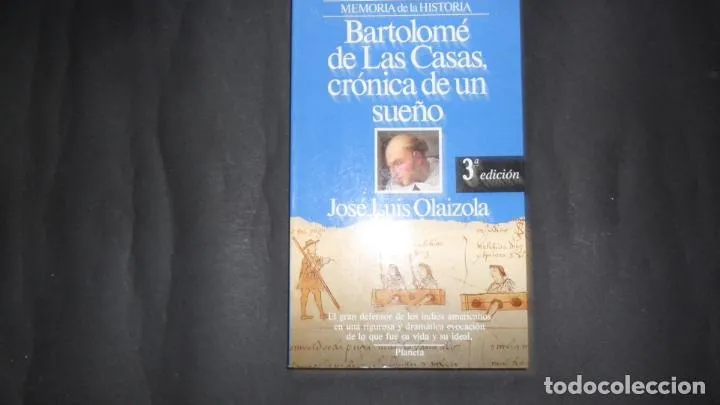 MEMORIA de la HISTORIA
Bartolomé
de Las Casas,
crónica de un
sueño
3ª edición
José Luis Olaizola
El gran defensor de los indios americanos
en una rigurosa y dramática evocación
de lo que fue su vida y su ideal.
Planeta
todocoleccion